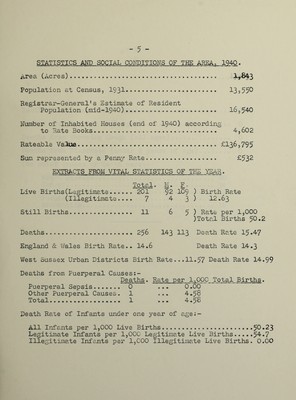 - 5 -
STATISTICS AND SOCIAL CONDITIONS OF THE AREA, 1940.
Area (Acres)..................................... 1,843
Population at Census, 1931....................... 13,550
Registrar-General's Estimate of Resident
Population (mid-1940)....................... 16,540
Number of Inhabited Houses (end of 1940) according
to Rate Books............................... 4,602
Rateable Value................................... £136,795
Sum represented by a Penny Rate.................. £532
EXTRACTS FROM VITAL STATISTICS OF THE YEAR.
Total. M. F.
Live Births(Legitimate...... 201 92 109 ) Birth Rate
(Illegitimate.... 7 4 3 ) 12.63
Still Births................ 11 6 5 ) Rate per 1,000
)Total Births 50.2
Deaths...................... 256 143 113 Death Rate 15.47
England & Wales Birth Rate.. 14.6 Death Rate 14.3
West Sussex Urban Districts Birth Rate...11.57 Death Rate 14.99
Deaths from Puerperal Causes:-
Deaths. Rate per 1,000 Total Births.
Puerperal Sepsis....... 0 ... 0.00
Other Puerperal Causes. 1 ... 4.58
Total.................. 1 ... 4.58
Death Rate of Infants under one year of age:-
All Infants per 1,000 Live Births.......................50.23
Legitimate Infants per 1,000 Legitimate Live Births.....54.7
Illegitimate Infants per 1,000 Illegitimate Live Births. 0.00